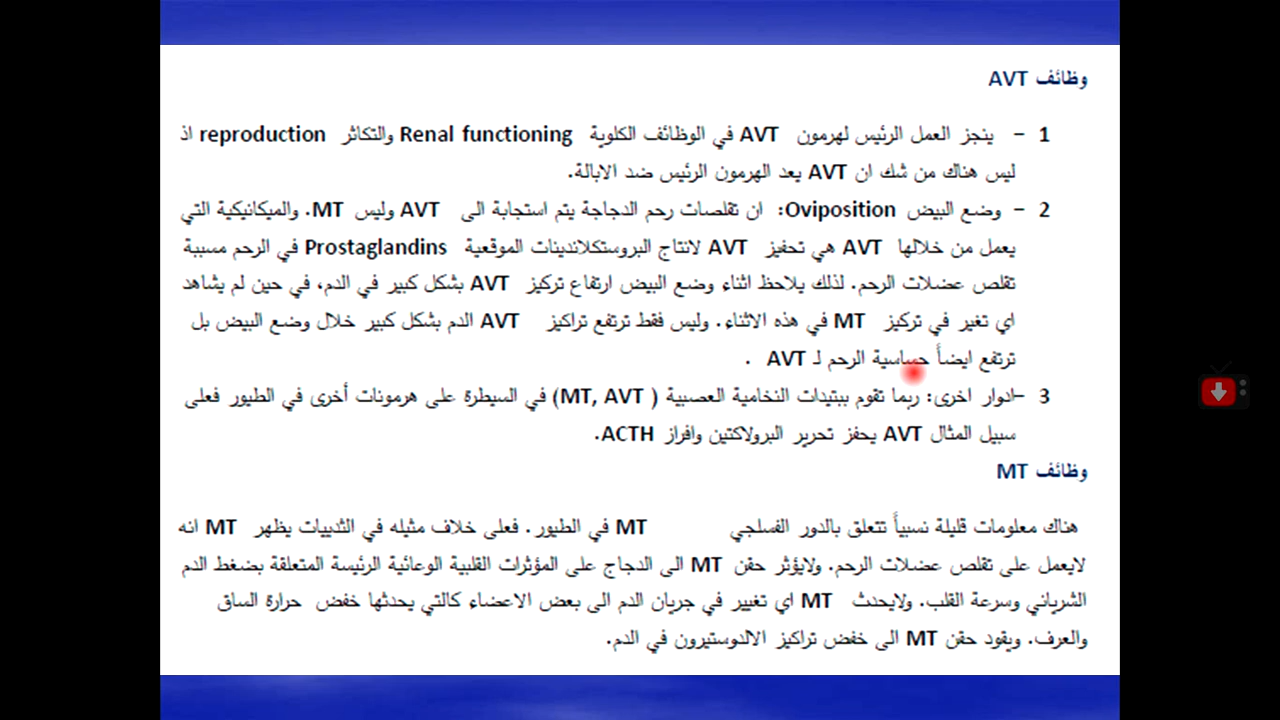 وظائف AVT
1 – ينجز العمل الرئيس لهرمون AVT في الوظائف الكلوية Renal functioning والتكاثر reproduction اذ
ليس هناك من شك ان AVT يعد الهرمون الرئيس ضد الابالة.
2 – وضع البيض Oviposition: ان تقلصات رحم الدجاجة يتم استجابة الى AVT وليس MT. والميكانيكية التي
يعمل من خلالها AVT هي تحفيز AVT لانتاج البروستكلاندينات الموقعية Prostaglandins في الرحم مسببة
تقلص عضلات الرحم. لذلك يلاحظ اثناء وضع البيض ارتفاع تركيز AVT بشكل كبير في الدم، في حين لم يشاهد
اي تغير في تركيز MT في هذه الاثناء. وليس فقط ترتفع تراكيز AVT الدم بشكل كبير خلال وضع البيض بل
ترتفع ايضاً حساسية الرحم لـ AVT .
3 –ادوار اخرى: ربما تقوم ببتيدات النخامية العصبية ( MT, AVT) في السيطرة على هرمونات أخرى في الطيور فعلى
سبيل المثال AVT يحفز تحرير البرولاكتين وافراز ACTH.
وظائف MT
هناك معلومات قليلة نسبياً تتعلق بالدور الفسلجي MT في الطيور. فعلى خلاف مثيله في الثدييات يظهر MT انه
لايعمل على تقلص عضلات الرحم. ولايؤثر حقن MT الى الدجاج على المؤثرات القلبية الوعائية الرئيسة المتعلقة بضغط الدم
الشرياني وسرعة القلب. ولايحدث MT اي تغيير في جريان الدم الى بعض الاعضاء كالتي يحدثها خفض حرارة الساق
والعرف. ويقود حقن MT الى خفض تراكيز الالدوستيرون في الدم.